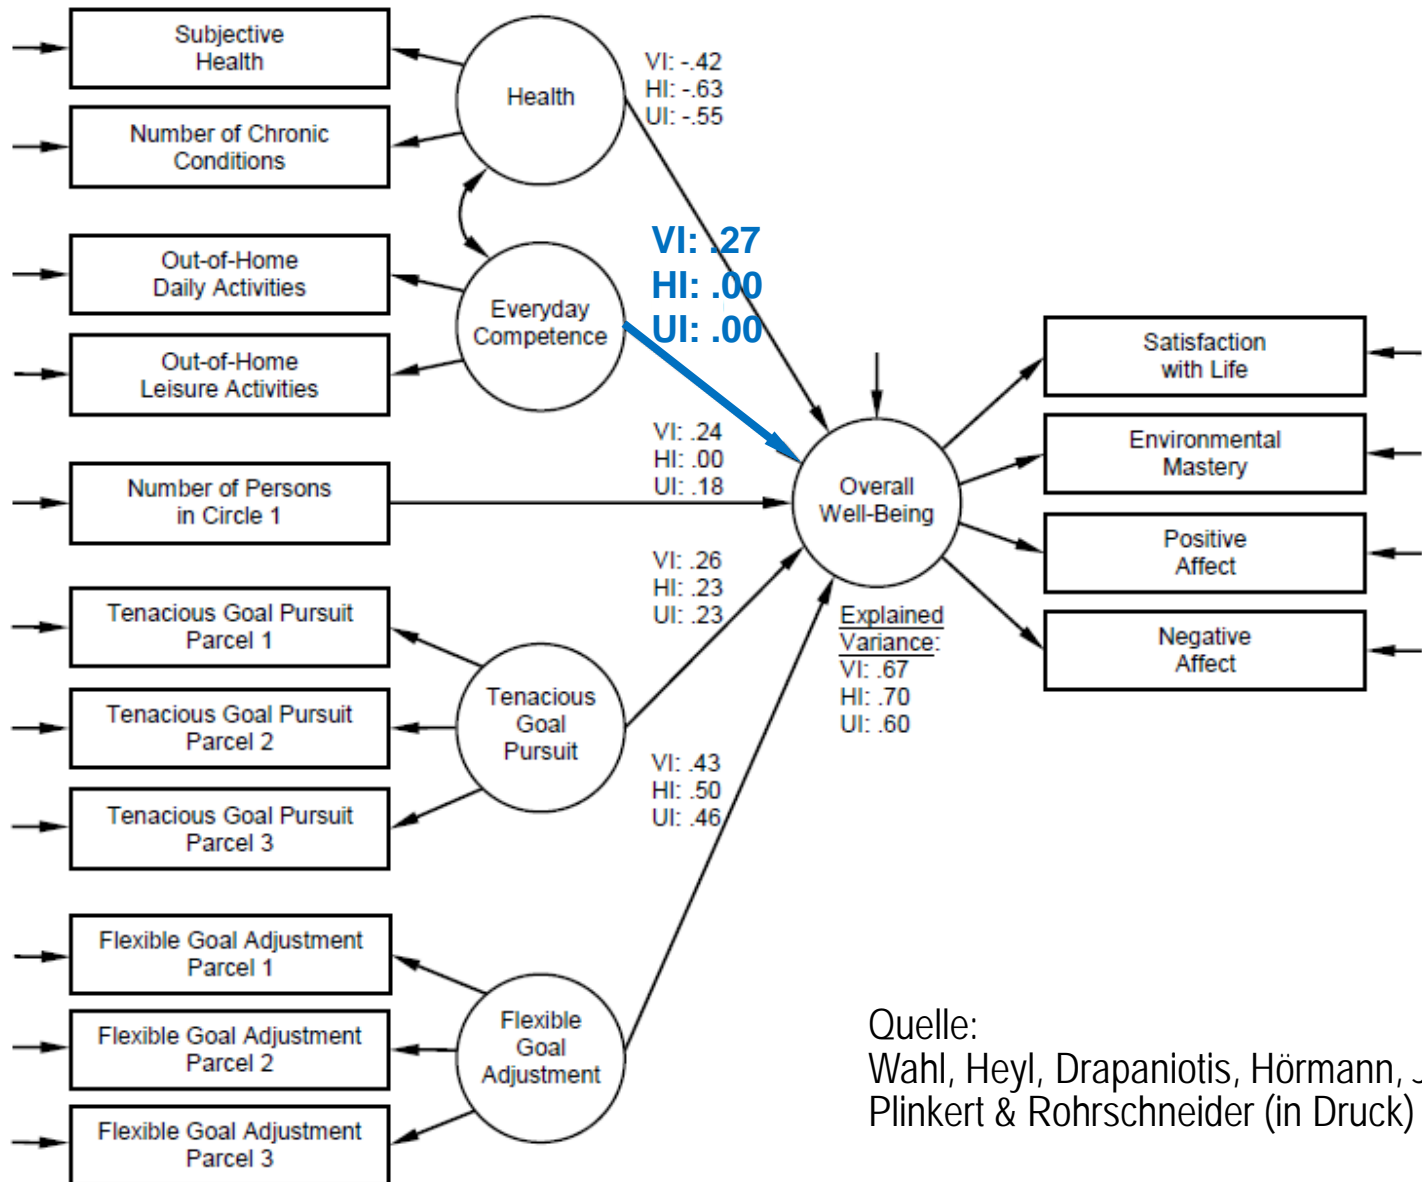 Subjective
Health
Number of Chronic
Conditions
Health
VI: -.42
HI: -.63
UI: -.55
Out-of-Home
Daily Activities
Out-of-Home
Leisure Activities
Everyday
Competence
VI: .27
HI: .00
UI: .00
Number of Persons
in Circle 1
VI: .24
HI: .00
UI: .18
Overall
Well-Being
Satisfaction
with Life
Environmental
Mastery
Positive
Affect
Negative
Affect
Explained
Variance:
VI: .67
HI: .70
UI: .60
Tenacious Goal Pursuit
Parcel 1
Tenacious Goal Pursuit
Parcel 2
Tenacious Goal Pursuit
Parcel 3
Tenacious
Goal
Pursuit
VI: .26
HI: .23
UI: .23
Flexible Goal Adjustment
Parcel 1
Flexible Goal Adjustment
Parcel 2
Flexible Goal Adjustment
Parcel 3
Flexible
Goal
Adjustment
VI: .43
HI: .50
UI: .46
Quelle:
Wahl, Heyl, Drapaniotis, Hörmann,
Plinkert & Rohrschneider (in Druck)